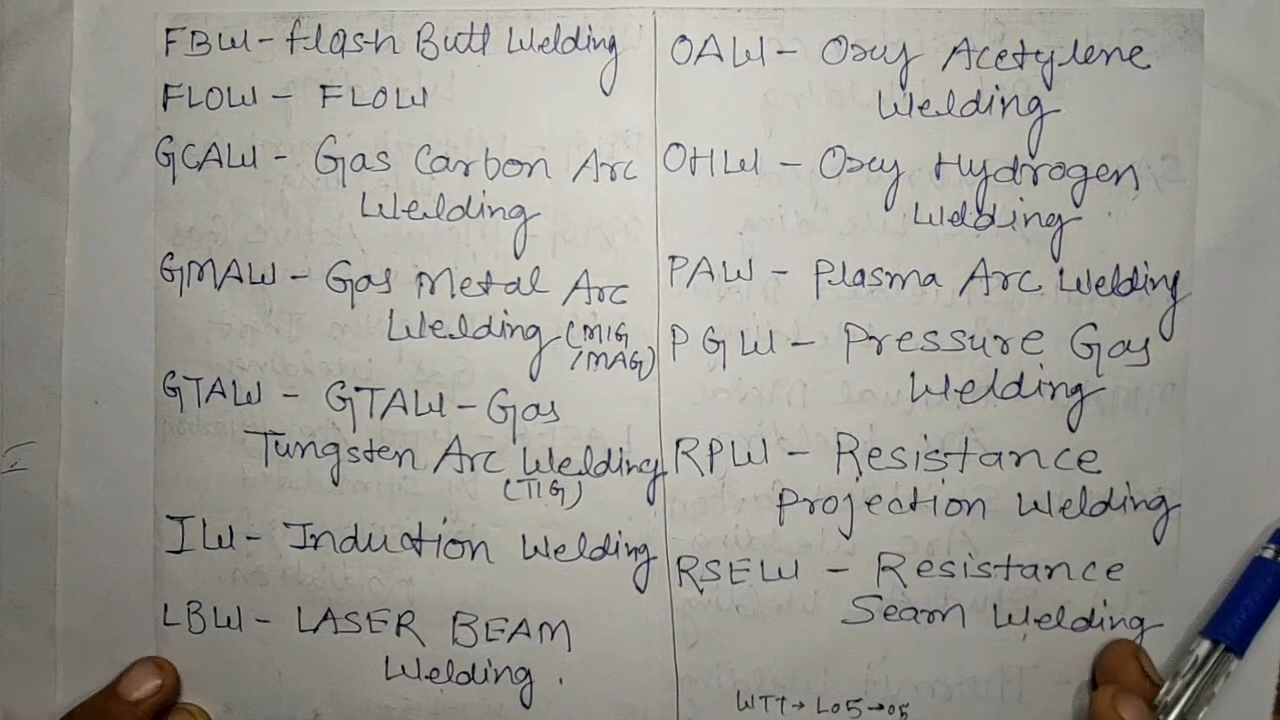 FBW - flash Butt Welding
FLOW - FLOW
GCAW - Gas Carbon Arc
Welding
GMAW - Gas Metal Arc
Welding (MIG
/MAG)
GTAW - GTAW - Gas
Tungsten Arc Welding
(TIG)
IW - Induction Welding
LBW - LASER BEAM
Welding.
OAW - Oxy Acetylene
Welding
OHW - Oxy Hydrogen
Welding
PAW - Plasma Arc Welding
PGW - Pressure Gas
Welding
RPW - Resistance
Projection Welding
RSEW - Resistance
Seam Welding
WTT → L05 → 05